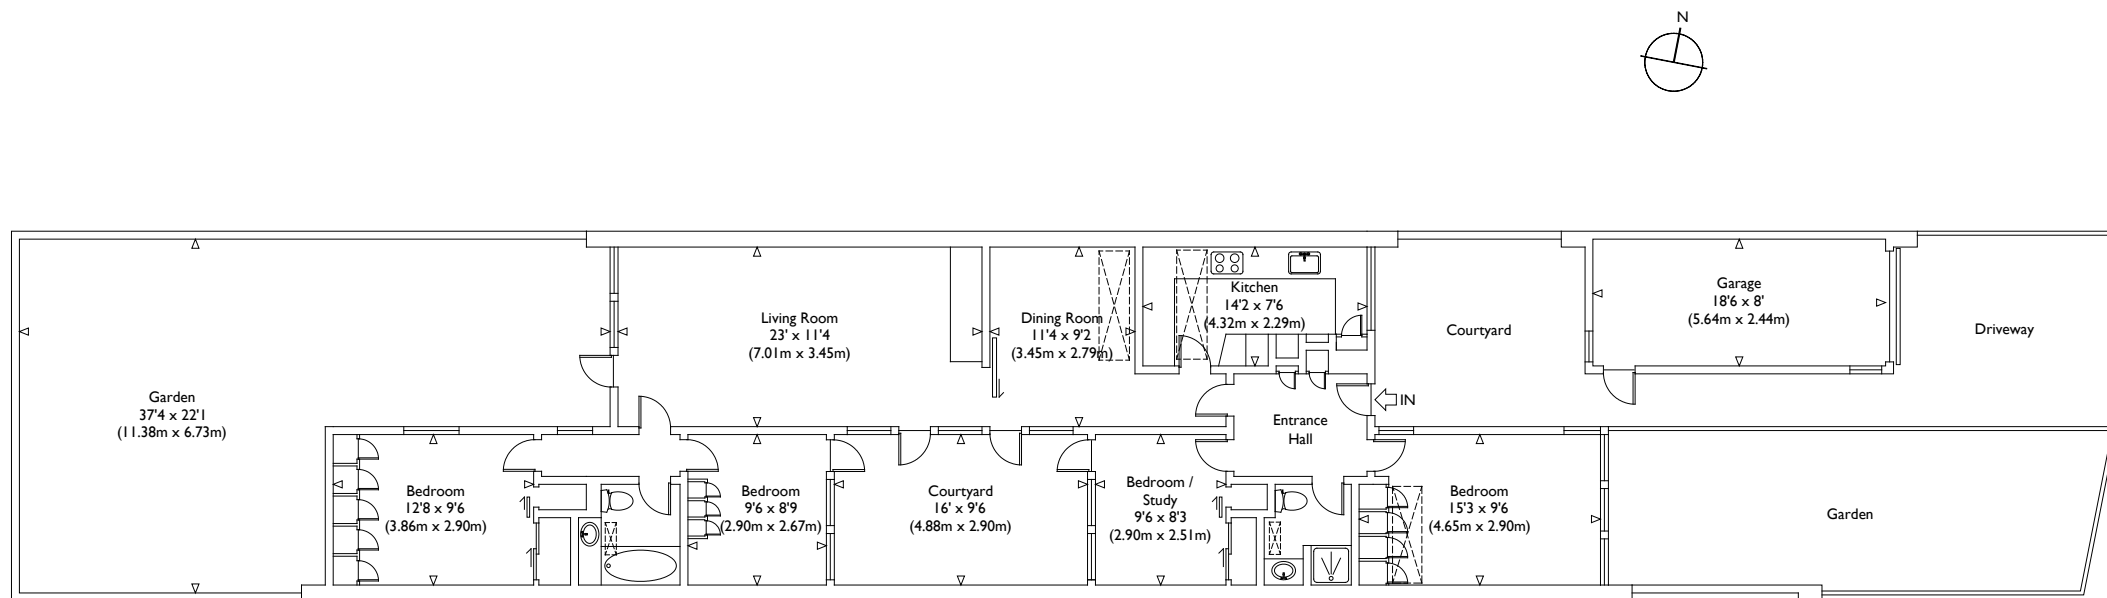 N
Garden
37'4 x 22'1
(11.38m x 6.73m)
Living Room
23' x 11'4
(7.01m x 3.45m)
Dining Room
11'4 x 9'2
(3.45m x 2.79m)
Kitchen
14'2 x 7'6
(4.32m x 2.29m)
Courtyard
Garage
18'6 x 8'
(5.64m x 2.44m)
Driveway
IN
Entrance
Hall
Bedroom
12'8 x 9'6
(3.86m x 2.90m)
Bedroom
9'6 x 8'9
(2.90m x 2.67m)
Courtyard
16' x 9'6
(4.88m x 2.90m)
Bedroom /
Study
9'6 x 8'3
(2.90m x 2.51m)
Bedroom
15'3 x 9'6
(4.65m x 2.90m)
Garden